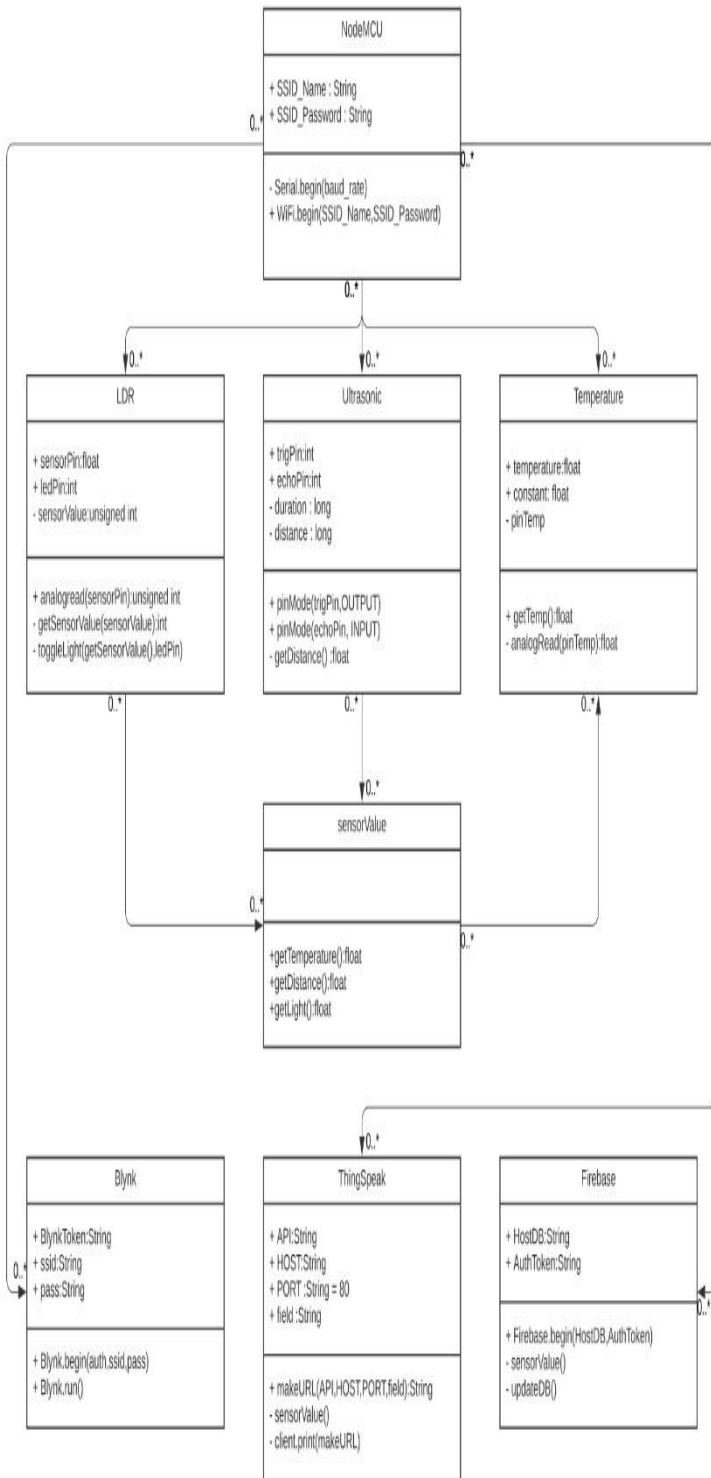 NodeMCU
+ SSID_Name : String
+ SSID_Password : String
0..*
0..*
- Serial.begin(baud_rate)
+ WiFi.begin(SSID_Name,SSID_Password)
0..*
0..*
0..*
0..*
LDR
+ sensorPin:float
+ ledPin:int
- sensorValue:unsigned int
+ analogread(sensorPin):unsigned int
- getSensorValue(sensorValue):int
- toggleLight(getSensorValue(),ledPin)
0..*
Ultrasonic
+ trigPin:int
+ echoPin:int
- duration : long
- distance : long
+ pinMode(trigPin,OUTPUT)
+ pinMode(echoPin, INPUT)
- getDistance() :float
0..*
Temperature
+ temperature:float
+ constant: float
- pinTemp
+ getTemp():float
- analogRead(pinTemp):float
0..*
0..*
sensorValue
0..*
0..*
+getTemperature():float
+getDistance():float
+getLight():float
0..*
Blynk
+ BlynkToken:String
+ ssid:String
+ pass:String
0..*
+ Blynk.begin(auth,ssid,pass)
+ Blynk.run()
ThingSpeak
+ API:String
+ HOST:String
+ PORT :String = 80
+ field :String
+ makeURL(API,HOST,PORT,field):String
- sensorValue()
- client.print(makeURL)
Firebase
+ HostDB:String
+ AuthToken:String
0..*
+ Firebase.begin(HostDB,AuthToken)
- sensorValue()
- updateDB()